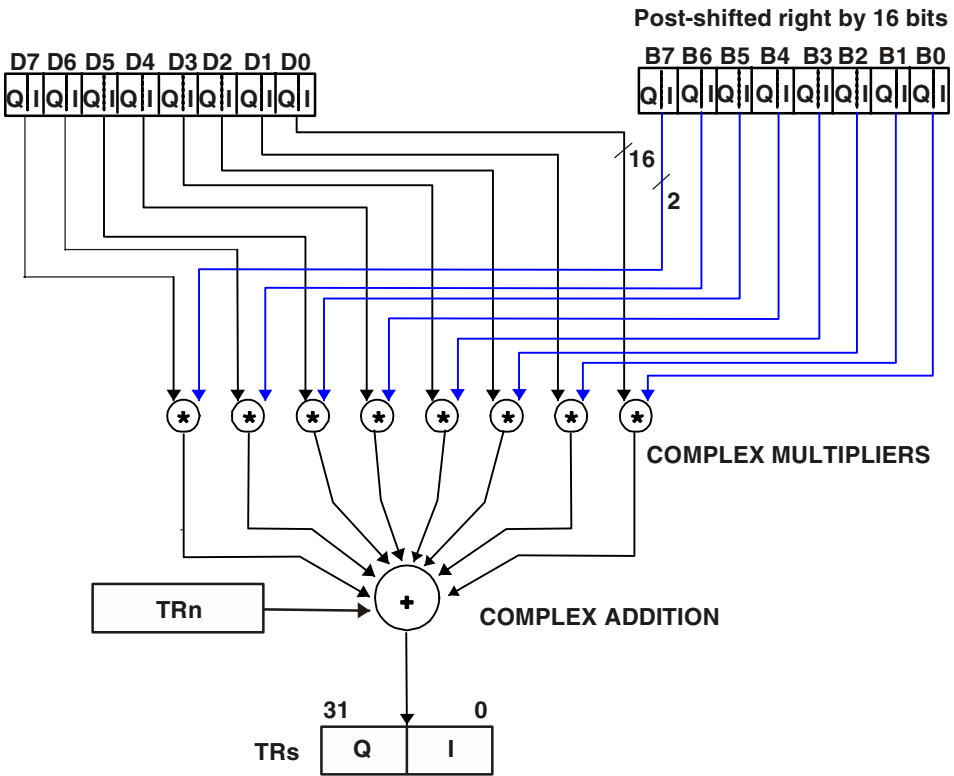 Post-shifted right by 16 bits
D7 D6 D5 D4 D3 D2 D1 D0
B7 B6 B5 B4 B3 B2 B1 B0
Q I Q I Q I Q I Q I Q I Q I Q I
Q I Q I Q I Q I Q I Q I Q I Q I
16
2
* * * * * * * *
COMPLEX MULTIPLIERS
TRn
+
COMPLEX ADDITION
31 0
TRs Q I